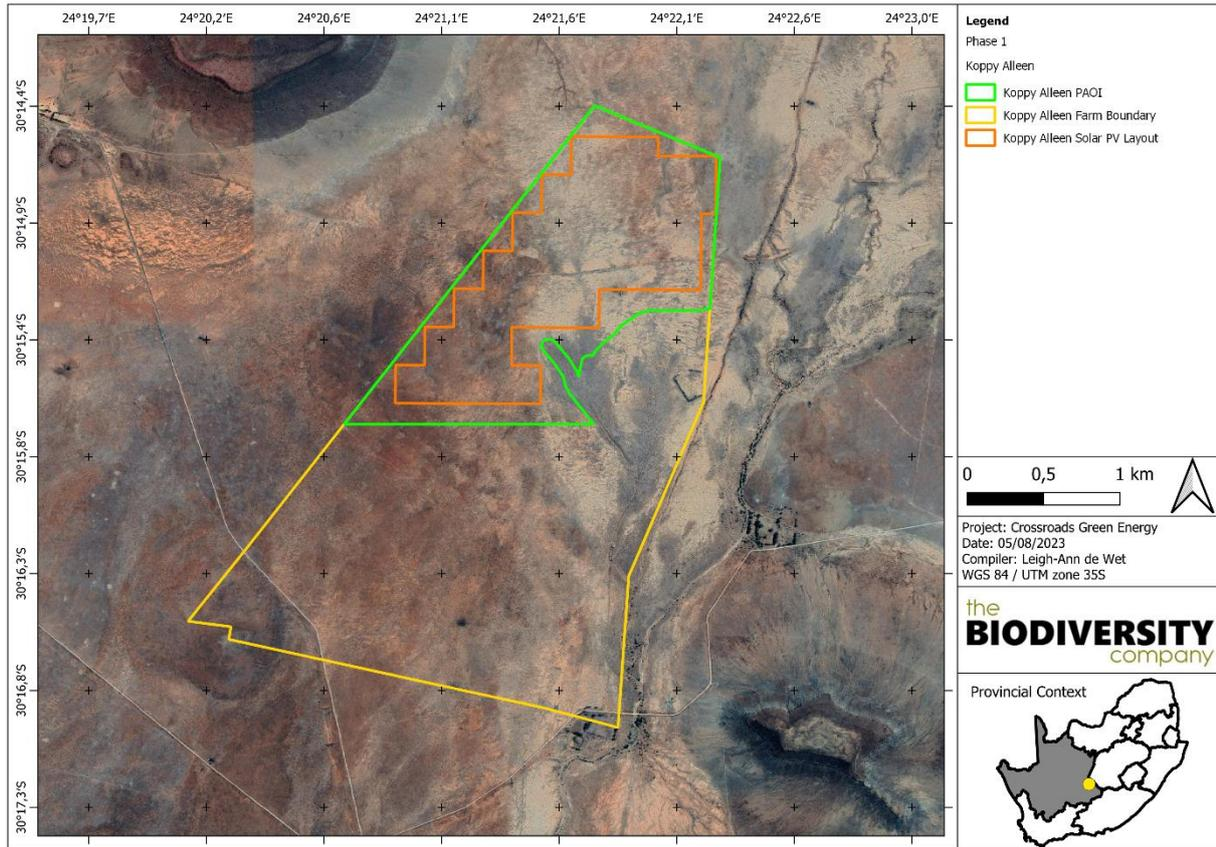 24°19,7'E 24°20,2'E 24°20,6'E 24°21,1'E 24°21,6'E 24°22,1'E 24°22,6'E 24°23,0'E
30°14,4'S
30°14,9'S
30°15,4'S
30°15,8'S
30°16,3'S
30°16,8'S
30°17,3'S
Legend
Phase 1
Koppy Alleen
Koppy Alleen PAOI
Koppy Alleen Farm Boundary
Koppy Alleen Solar PV Layout
0 0,5 1 km
Project: Crossroads Green Energy
Date: 05/08/2023
Compiler: Leigh-Ann de Wet
WGS 84 / UTM zone 35S
the
BIODIVERSITY
company
Provincial Context